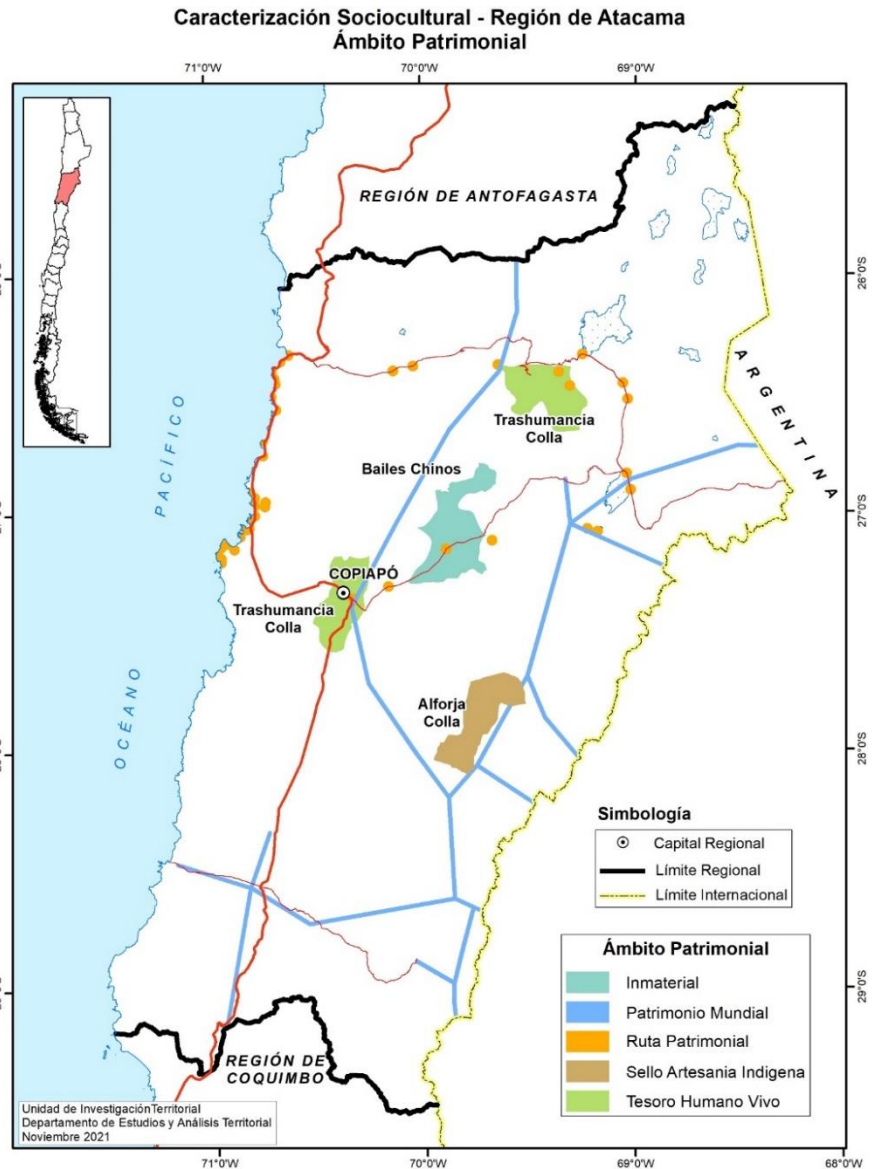 Caracterización Sociocultural - Región de Atacama
Ámbito Patrimonial
71°0'W
70°0'W
69°0'W
REGIÓN DE ANTOFAGASTA
26°0'S
ARGENTINA
Trashumancia
Colla
Bailes Chinos
PACÍFICO
27°0'S
COPIAPÓ
Trashumancia
Colla
OCÉANO
Alforja
Colla
28°0'S
Simbología
Capital Regional
Límite Regional
Límite Internacional
Ámbito Patrimonial
Inmaterial
Patrimonio Mundial
Ruta Patrimonial
Sello Artesania Indigena
Tesoro Humano Vivo
29°0'S
REGIÓN DE
COQUIMBO
Unidad de InvestigaciónTerritorial
Departamento de Estudios y Análisis Territorial
Noviembre 2021
71°0'W
70°0'W
69°0'W
68°0'W